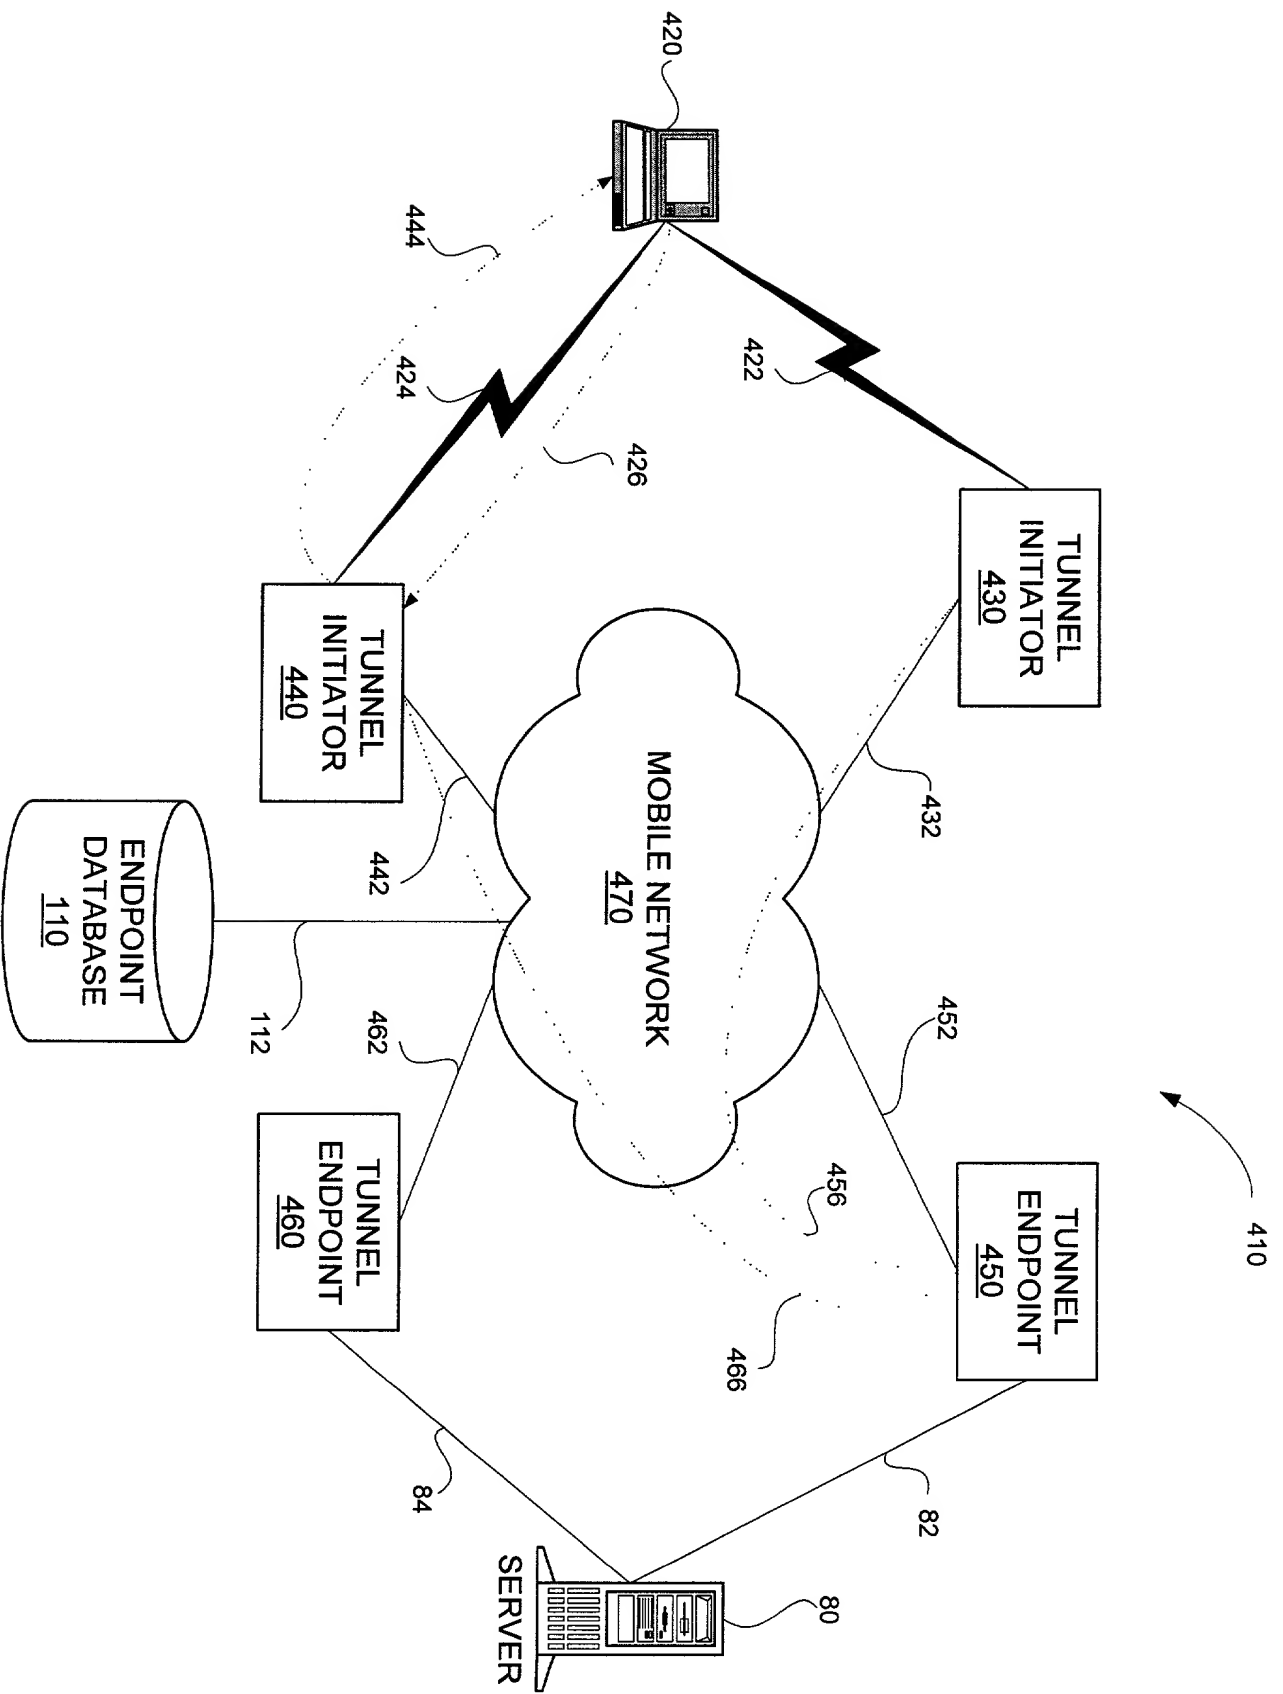 410
420
422
424
426
444
TUNNEL
INITIATOR
430
432
TUNNEL
INITIATOR
440
442
MOBILE NETWORK
470
ENDPOINT
DATABASE
110
112
452
462
456
466
TUNNEL
ENDPOINT
450
TUNNEL
ENDPOINT
460
82
84
80
SERVER